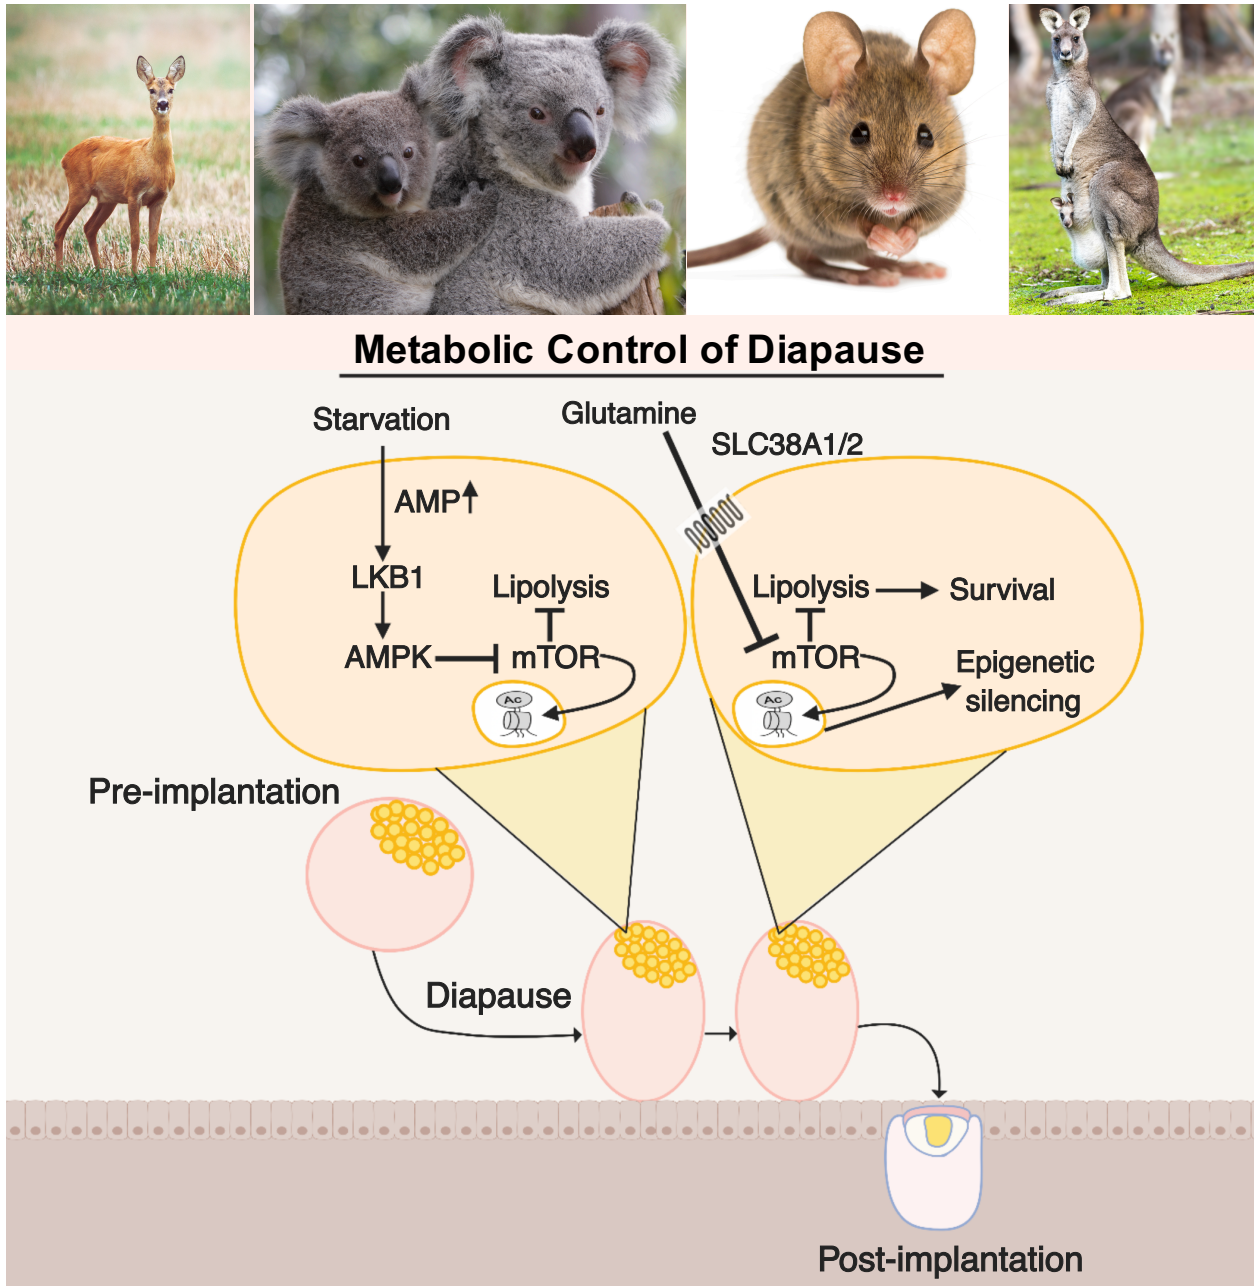 Metabolic Control of Diapause
Starvation
Glutamine
SLC38A1/2
AMP↑
LKB1
Lipolysis
AMPK
mTOR
Ac
Lipolysis
Survival
mTOR
Epigenetic
silencing
Ac
Pre-implantation
Diapause
Post-implantation